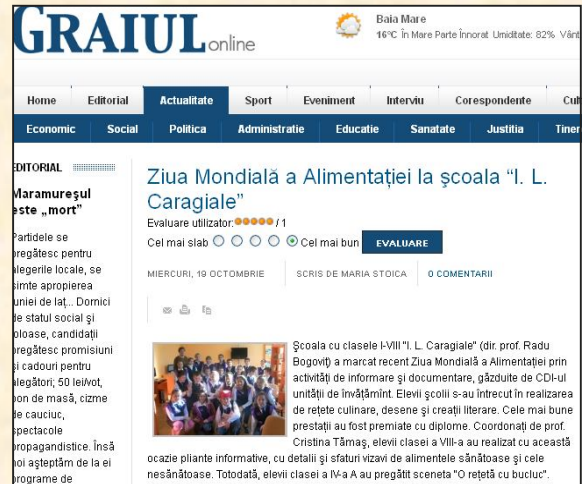 GRAIUL online
Baia Mare
16°C În Mare Parte Înnorat Umiditate: 82% Vânt
Home Editorial Actualitate Sport Eveniment Interviu Corespondente Cult
Economic Social Politica Administratie Educatie Sanatate Justitia Tiner
EDITORIAL
Maramureşul
este „mort”
Partidele se
pregătesc pentru
alegerile locale, se
simte apropierea
luniei de laţ... Dornici
de statul social şi
foloase, candidaţii
pregătesc promisiuni
şi cadouri pentru
alegători; 50 lei/vot,
bon de masă, cizme
de cauciuc,
spectacole
propagandistice. Însă
noi aşteptăm de la ei
programe de
Ziua Mondială a Alimentaţiei la şcoala “I. L.
Caragiale”
Evaluare utilizator: / 1
Cel mai slab Cel mai bun EVALUARE
MIERCURI, 19 OCTOMBRIE SCRIS DE MARIA STOICA 0 COMENTARII
Şcoala cu clasele I-VIII "I. L. Caragiale" (dir. prof. Radu
Bogoviţ) a marcat recent Ziua Mondială a Alimentaţiei prin
activităţi de informare şi documentare, găzduite de CDI-ul
unităţii de învăţămînt. Elevii şcolii s-au întrecut în realizarea
de reţete culinare, desene şi creaţii literare. Cele mai bune
prestaţii au fost premiate cu diplome. Coordonaţi de prof.
Cristina Tămaş, elevii clasei a VIII-a au realizat cu această
ocazie pliante informative, cu detalii şi sfaturi vizavi de alimentele sănătoase şi cele
nesănătoase. Totodată, elevii clasei a IV-a A au pregătit sceneta "O reţetă cu bucluc".